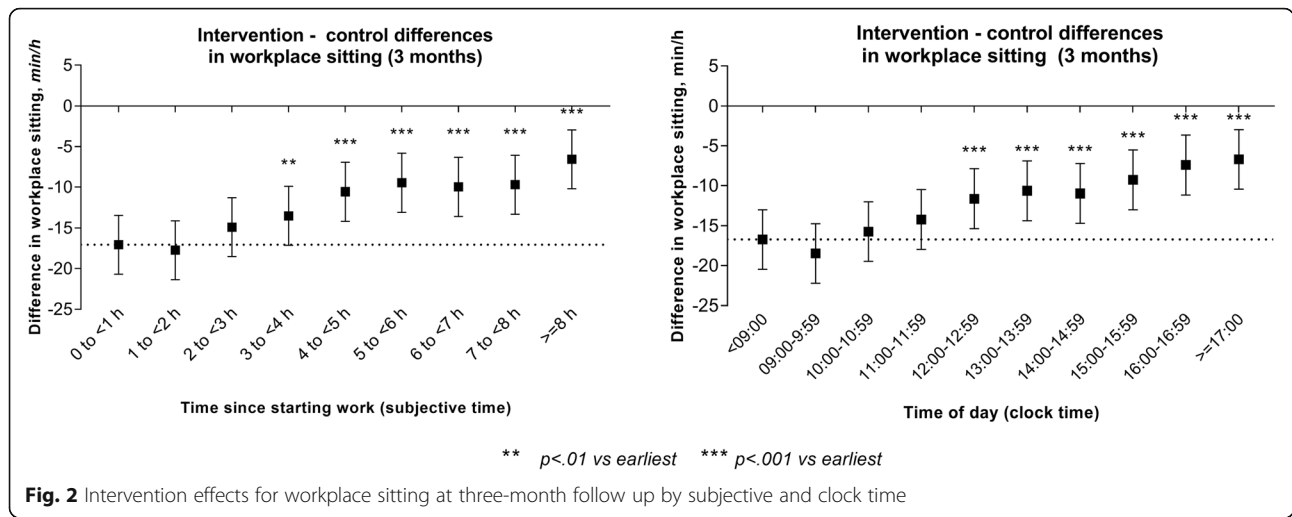 Intervention - control differences
in workplace sitting (3 months)
Difference in workplace sitting, min/h
5
0
-5
-10
-15
-20
-25
***
***
***
***
***
**
0 to <1 h
1 to <2 h
2 to <3 h
3 to <4 h
4 to <5 h
5 to <6 h
6 to <7 h
7 to <8 h
>=8 h
Time since starting work (subjective time)
Intervention - control differences
in workplace sitting (3 months)
Difference in workplace sitting, min/h
5
0
-5
-10
-15
-20
-25
***
***
***
***
***
***
<09:00
09:00-9:59
10:00-10:59
11:00-11:59
12:00-12:59
13:00-13:59
14:00-14:59
15:00-15:59
16:00-16:59
>=17:00
Time of day (clock time)
** p<.01 vs earliest *** p<.001 vs earliest
Fig. 2 Intervention effects for workplace sitting at three-month follow up by subjective and clock time